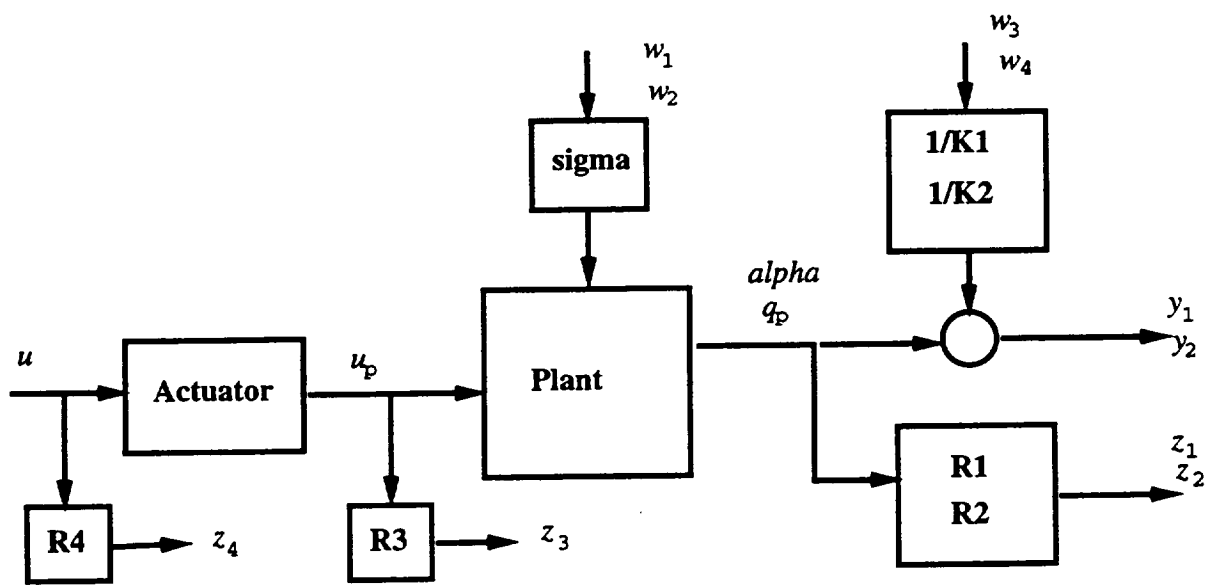 w₁
w₂
w₃
w₄
sigma
1/K1
1/K2
alpha
qₚ
y₁
y₂
u
Actuator
uₚ
Plant
R1
R2
z₁
z₂
R4
z₄
R3
z₃